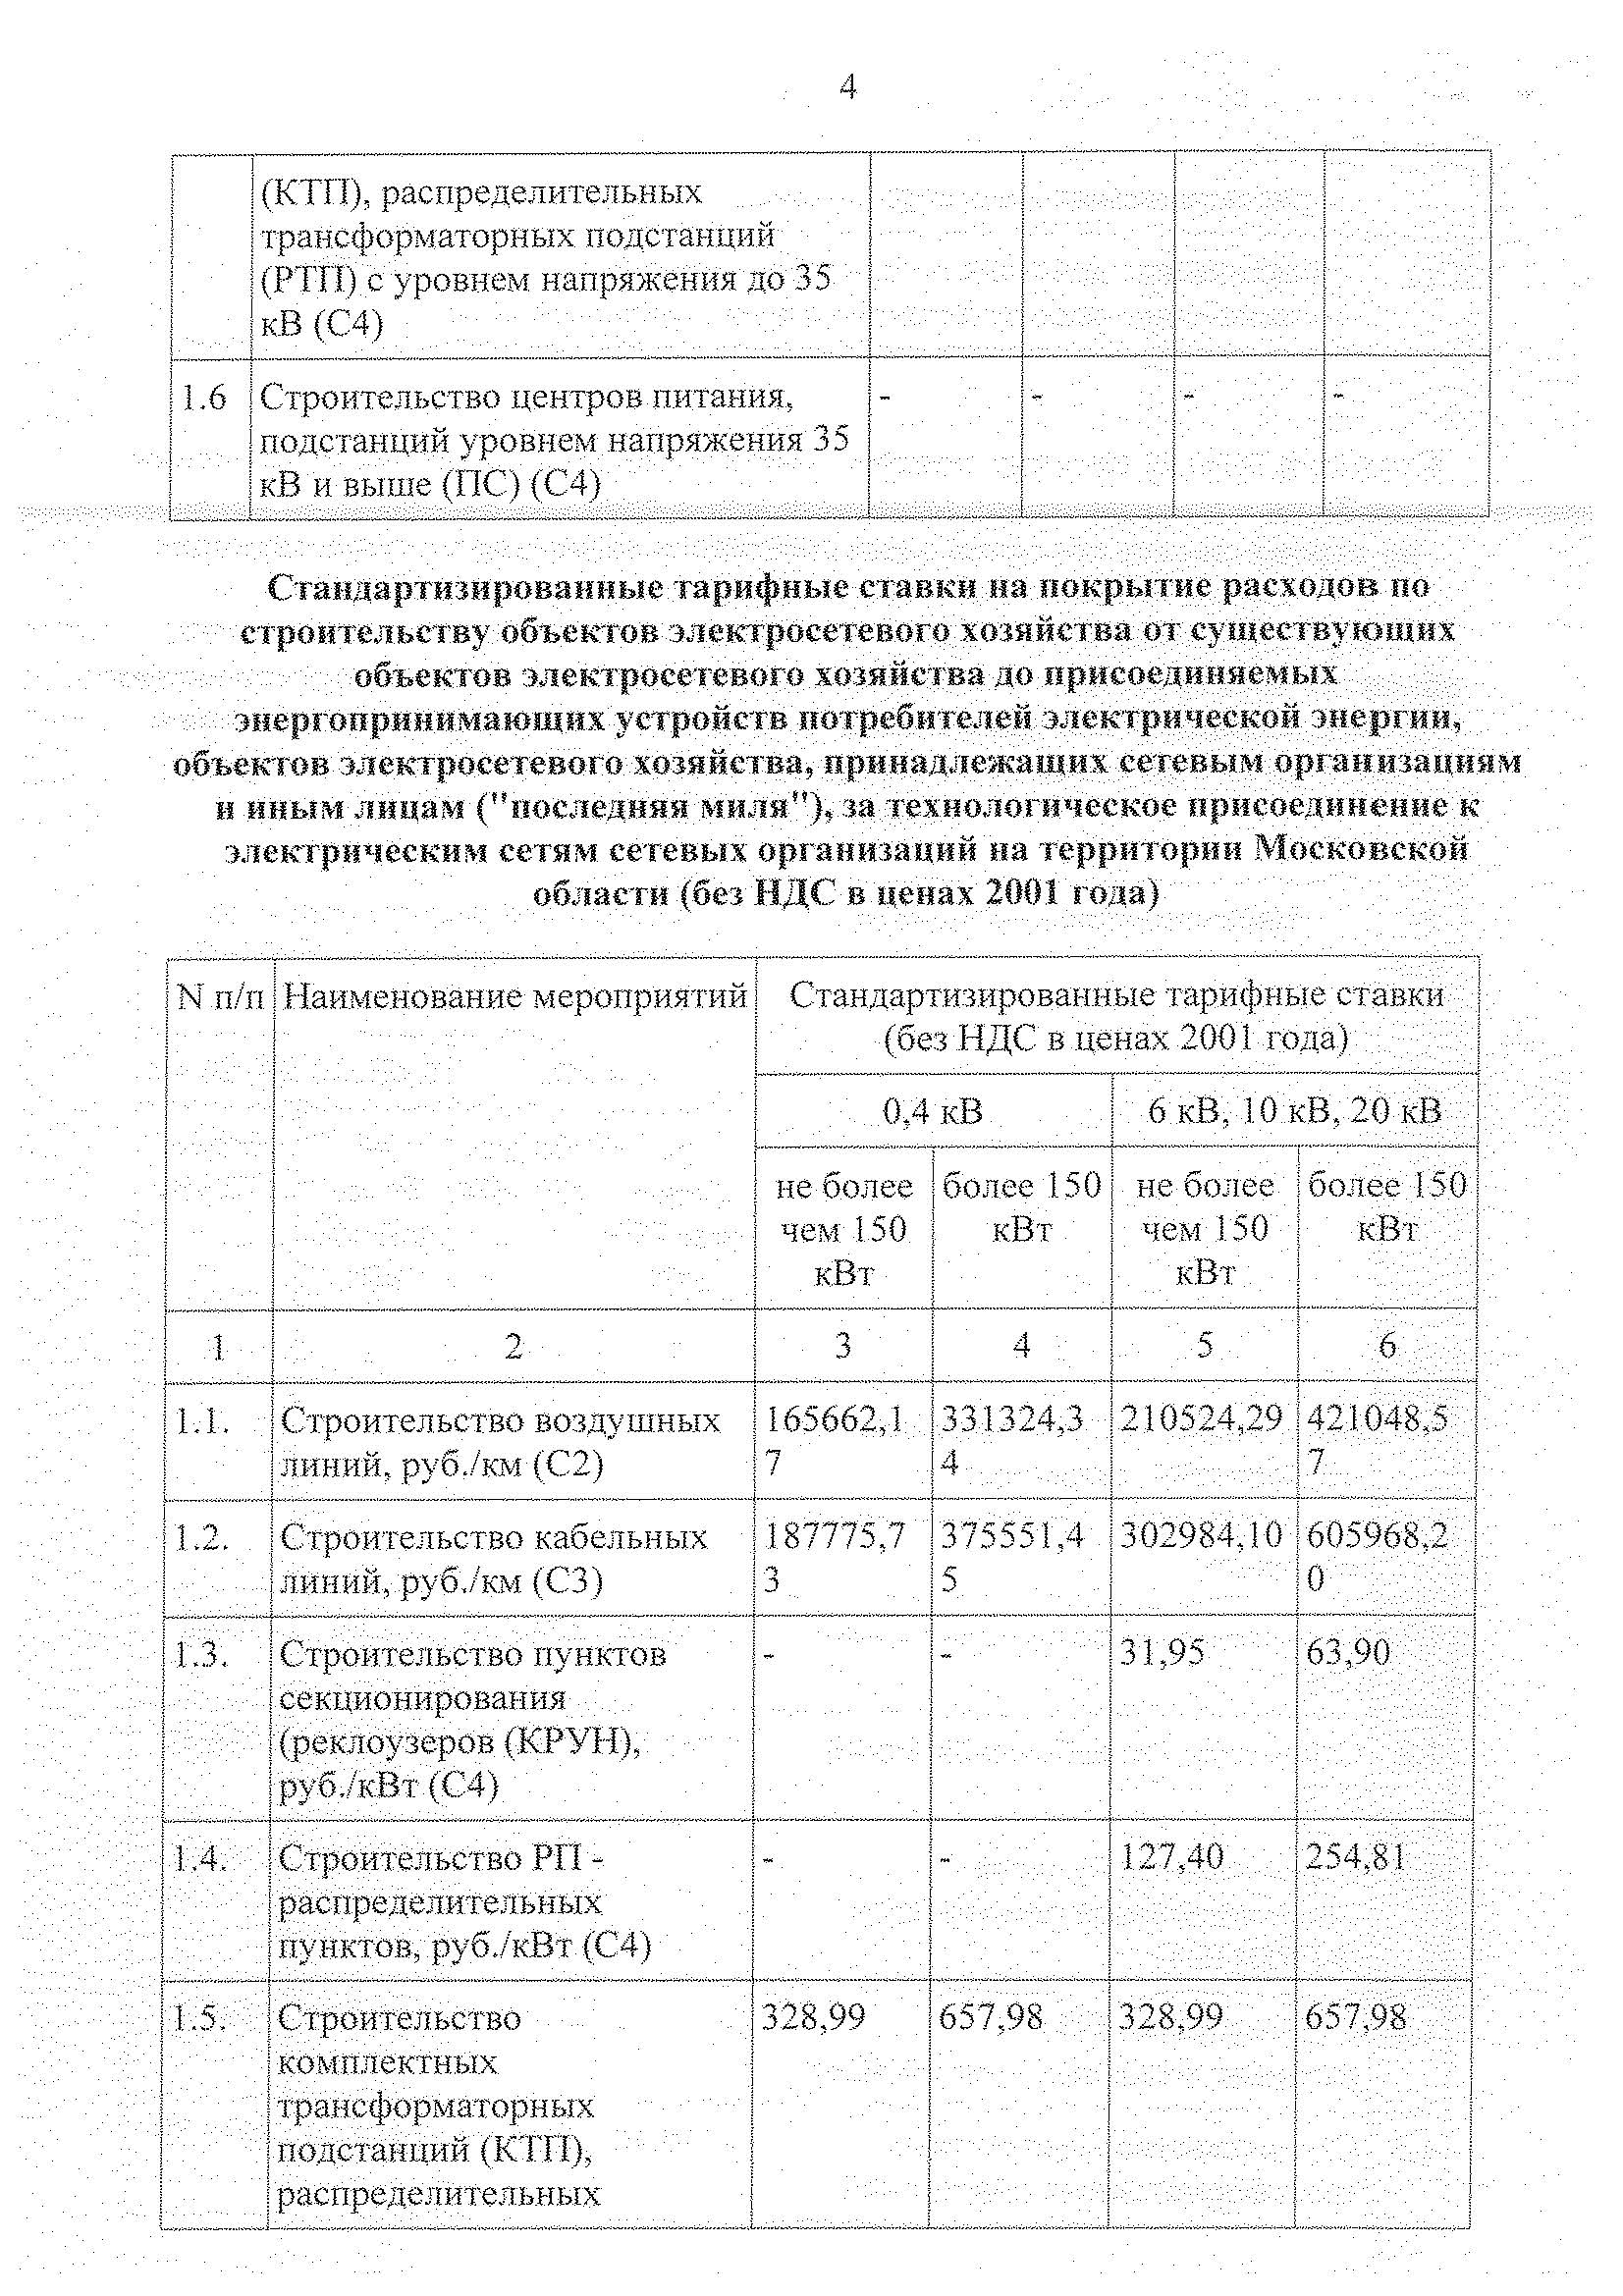 4
(КТП), распределительных
трансформаторных подстанций
(РТП) с уровнем напряжения до 35
кВ (С4)
1.6 Строительство центров питания, - - - -
подстанций уровнем напряжения 35
кВ и выше (ПС) (С4)
Стандартизированные тарифные ставки на покрытие расходов по
строительству объектов электросетевого хозяйства от существующих
объектов электросетевого хозяйства до присоединяемых
энергопринимающих устройств потребителей электрической энергии,
объектов электросетевого хозяйства, принадлежащих сетевым организациям
и иным лицам ("последняя миля"), за технологическое присоединение к
электрическим сетям сетевых организаций на территории Московской
области (без НДС в ценах 2001 года)
N п/п Наименование мероприятий Стандартизированные тарифные ставки
(без НДС в ценах 2001 года)
0,4 кВ 6 кВ, 10 кВ, 20 кВ
не более более 150 не более более 150
чем 150 кВт чем 150 кВт
кВт кВт
1 2 3 4 5 6
1.1. Строительство воздушных 165662,1 331324,3 210524,29 421048,5
линий, руб./км (С2) 7 4 7
1.2. Строительство кабельных 187775,7 375551,4 302984,10 605968,2
линий, руб./км (С3) 3 5 0
1.3. Строительство пунктов - - 31,95 63,90
секционирования
(реклоузеров (КРУН),
руб./кВт (С4)
1.4. Строительство РП - - - 127,40 254,81
распределительных
пунктов, руб./кВт (С4)
1.5. Строительство 328,99 657,98 328,99 657,98
комплектных
трансформаторных
подстанций (КТП),
распределительных